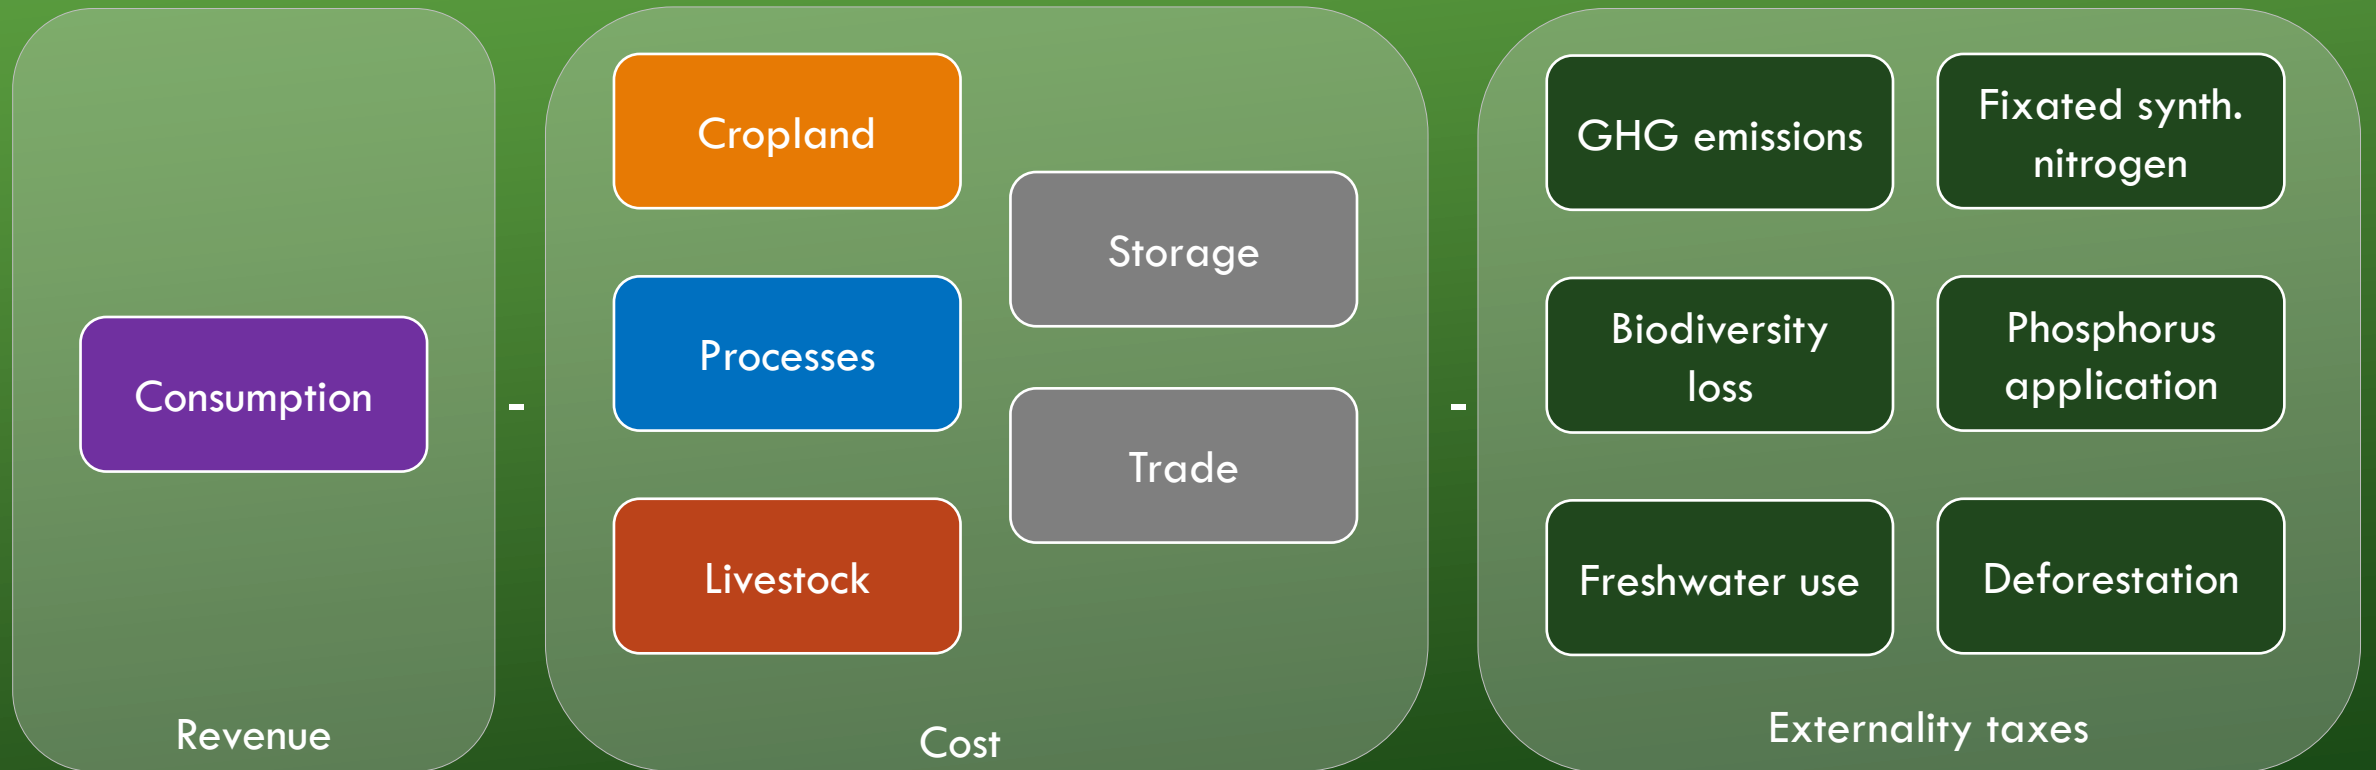 Consumption
Revenue
-
Cropland
Processes
Livestock
Storage
Trade
Cost
-
GHG emissions
Fixated synth.
nitrogen
Biodiversity
loss
Phosphorus
application
Freshwater use
Deforestation
Externality taxes